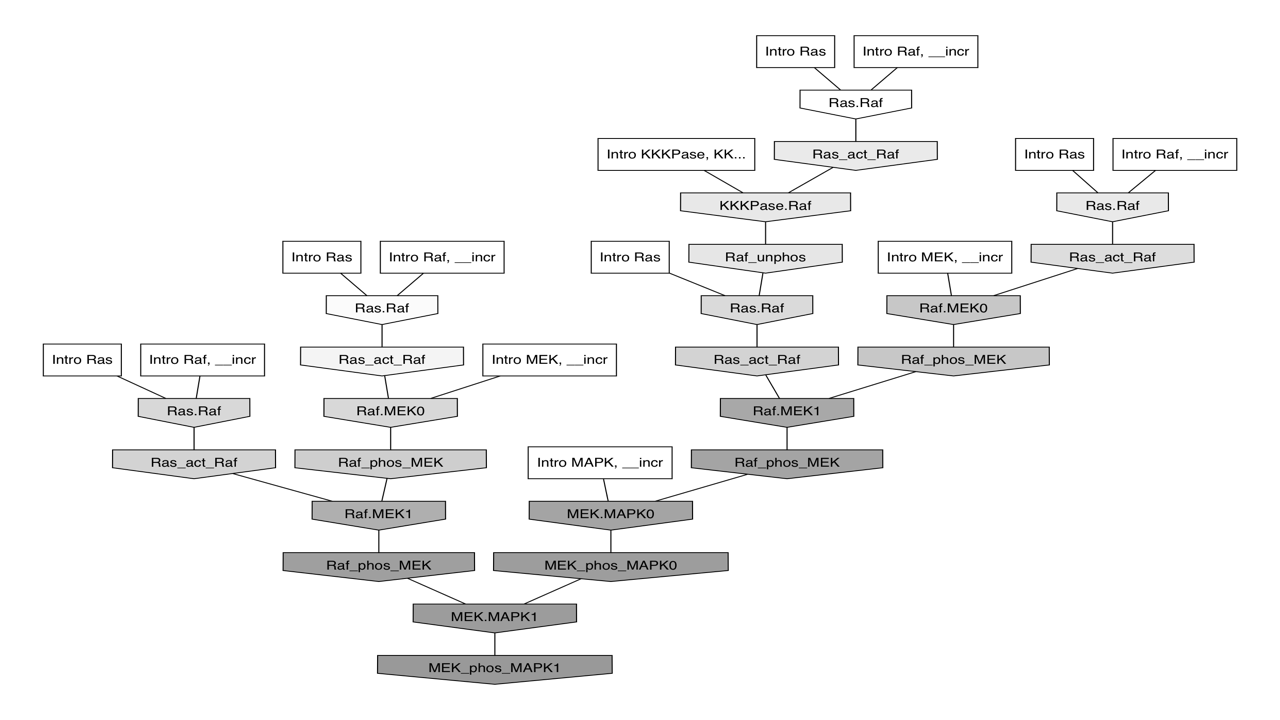 Intro Ras
Intro Raf, __incr
Ras.Raf
Intro KKKPase, KK...
Ras_act_Raf
Intro Ras
Intro Raf, __incr
KKKPase.Raf
Ras.Raf
Intro Ras
Intro Raf, __incr
Intro Ras
Raf_unphos
Intro MEK, __incr
Ras_act_Raf
Ras.Raf
Ras.Raf
Raf.MEK0
Intro Ras
Intro Raf, __incr
Ras_act_Raf
Intro MEK, __incr
Ras_act_Raf
Raf_phos_MEK
Ras.Raf
Raf.MEK0
Raf.MEK1
Ras_act_Raf
Raf_phos_MEK
Intro MAPK, __incr
Raf_phos_MEK
Raf.MEK1
MEK.MAPK0
Raf_phos_MEK
MEK_phos_MAPK0
MEK.MAPK1
MEK_phos_MAPK1